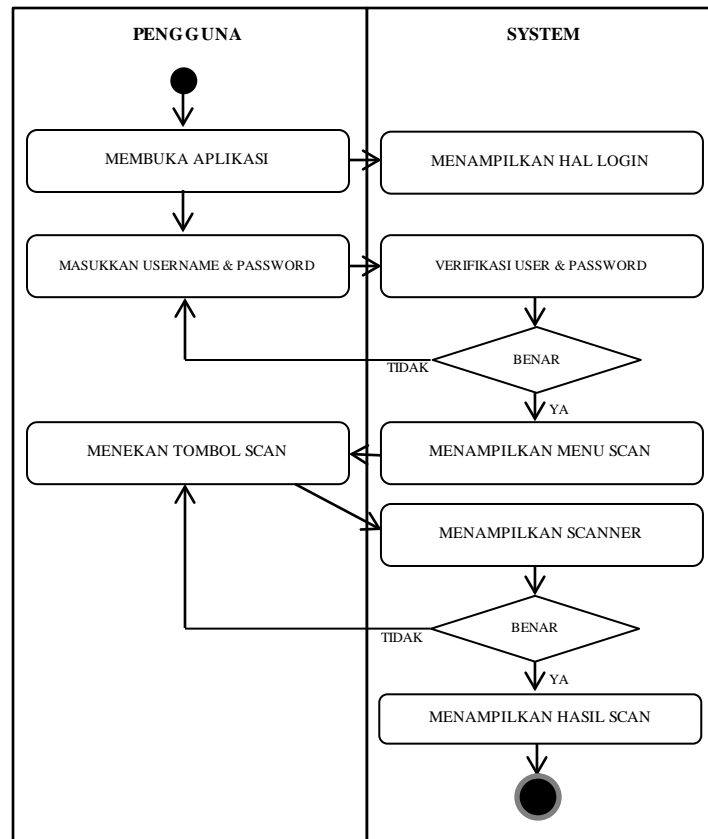 PENGGUNA
SYSTEM
MEMBUKA APLIKASI
MENAMPILKAN HAL LOGIN
MASUKKAN USERNAME & PASSWORD
VERIFIKASI USER & PASSWORD
BENAR
TIDAK
YA
MENEKAN TOMBOL SCAN
MENAMPILKAN MENU SCAN
MENAMPILKAN SCANNER
BENAR
TIDAK
YA
MENAMPILKAN HASIL SCAN